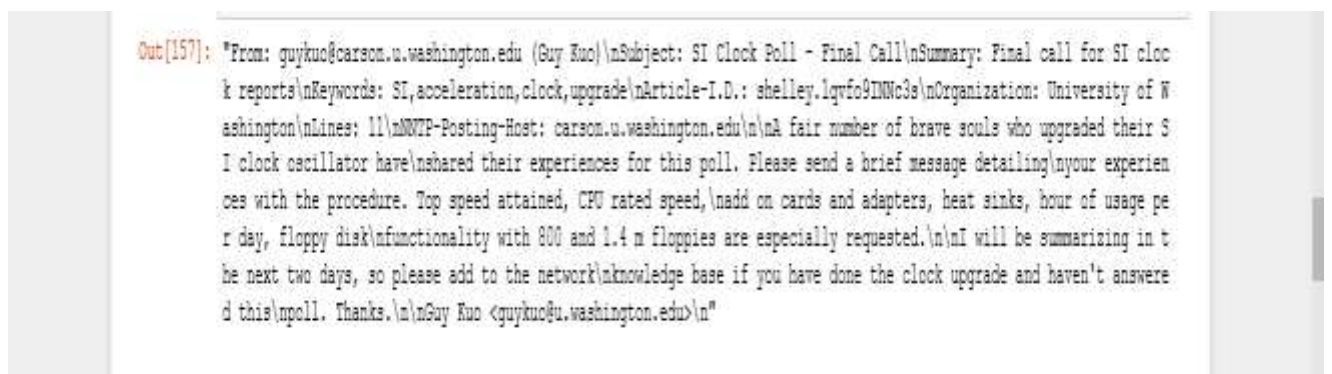 Out[157]: "From: guykuo@carson.u.washington.edu (Guy Kuo)\nSubject: SI Clock Poll - Final Call\nSummary: Final call for SI cloc
k reports\nKeywords: SI,acceleration,clock,upgrade\nArticle-I.D.: shelley.1qvfo9INNc3s\nOrganization: University of W
ashington\nLines: 11\nNNTP-Posting-Host: carson.u.washington.edu\n\nA fair number of brave souls who upgraded their S
I clock oscillator have\nshared their experiences for this poll. Please send a brief message detailing\nyour experien
ces with the procedure. Top speed attained, CPU rated speed,\nadd on cards and adapters, heat sinks, hour of usage pe
r day, floppy disk\nfunctionality with 800 and 1.4 m floppies are especially requested.\n\nI will be summarizing in t
he next two days, so please add to the network\nknowledge base if you have done the clock upgrade and haven't answere
d this\npoll. Thanks.\n\nGuy Kuo <guykuo@u.washington.edu>\n"